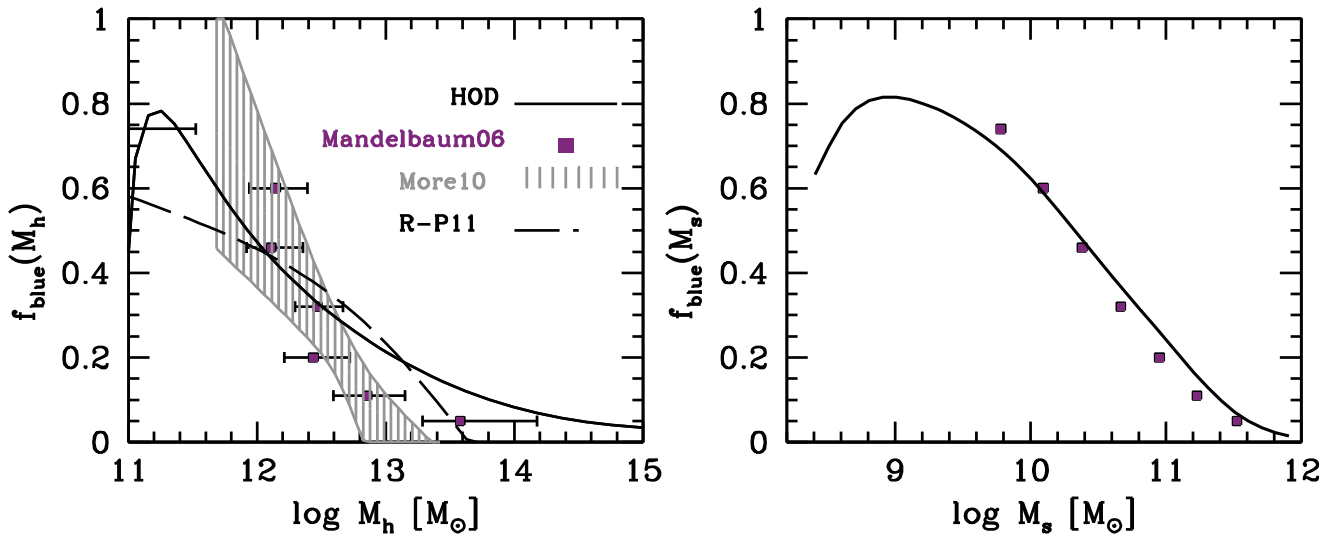 1
0.8
0.6
0.4
0.2
0
f_blue(M_h)
HOD
Mandelbaum06
More10
R-P11
11 12 13 14 15
log M_h [M_⊙]
1
0.8
0.6
0.4
0.2
0
f_blue(M_s)
9 10 11 12
log M_s [M_⊙]